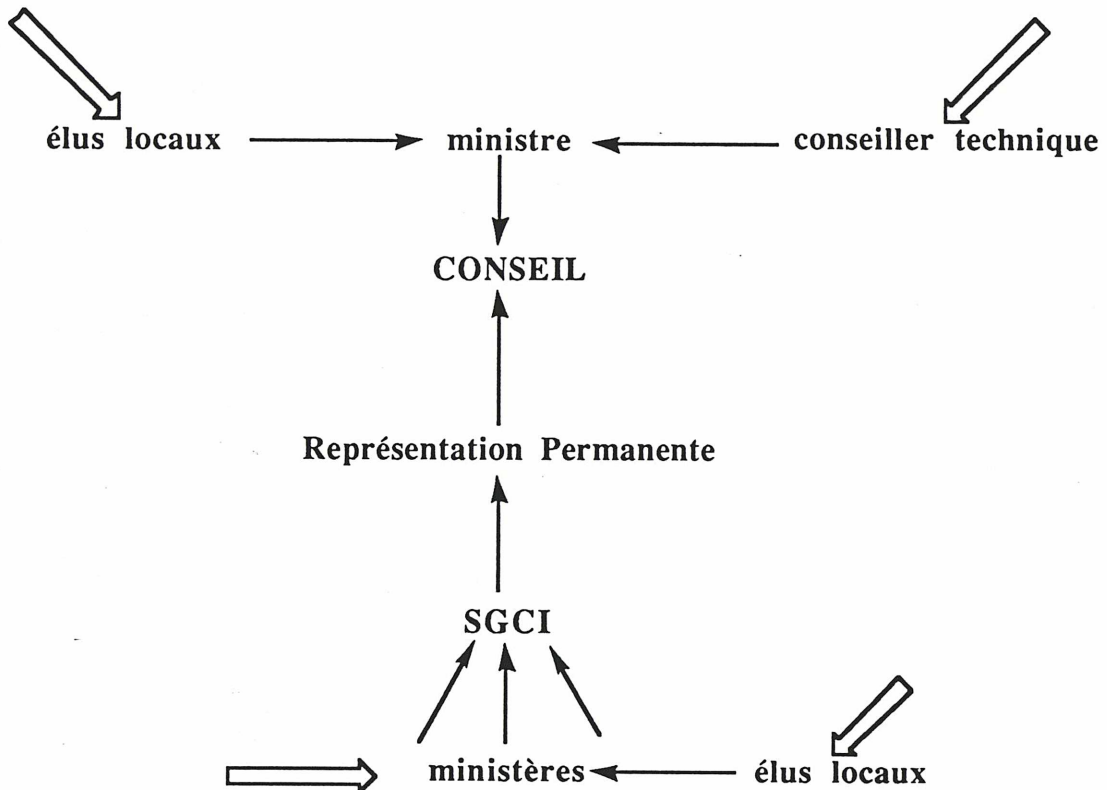 élus locaux ministre conseiller technique
CONSEIL
Représentation Permanente
SGCI
ministères élus locaux